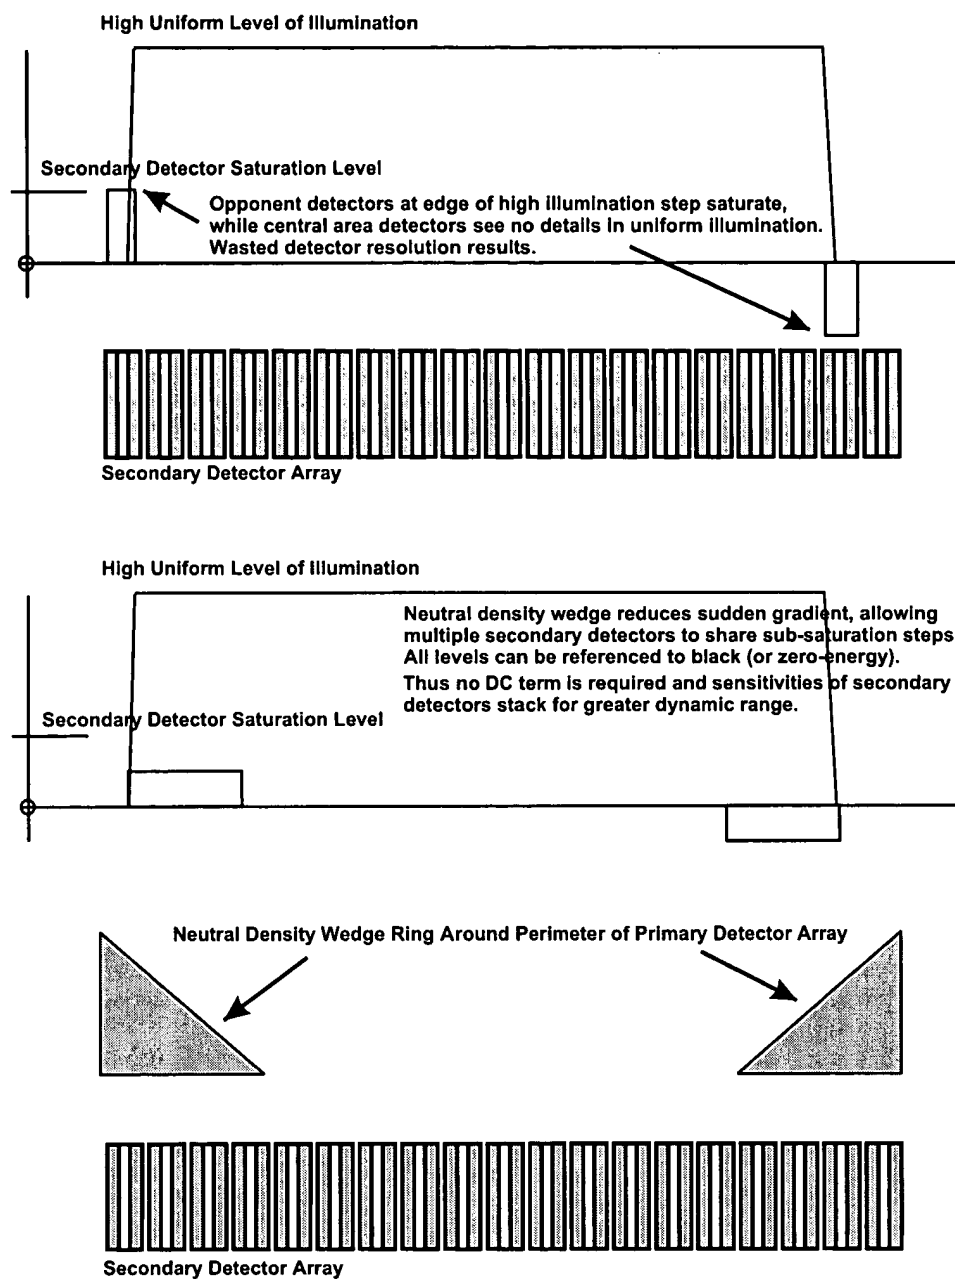 High Uniform Level of Illumination
Secondary Detector Saturation Level
Opponent detectors at edge of high illumination step saturate,
while central area detectors see no details in uniform illumination.
Wasted detector resolution results.
Secondary Detector Array
High Uniform Level of Illumination
Neutral density wedge reduces sudden gradient, allowing
multiple secondary detectors to share sub-saturation steps
All levels can be referenced to black (or zero-energy).
Thus no DC term is required and sensitivities of secondary
detectors stack for greater dynamic range.
Secondary Detector Saturation Level
Neutral Density Wedge Ring Around Perimeter of Primary Detector Array
Secondary Detector Array